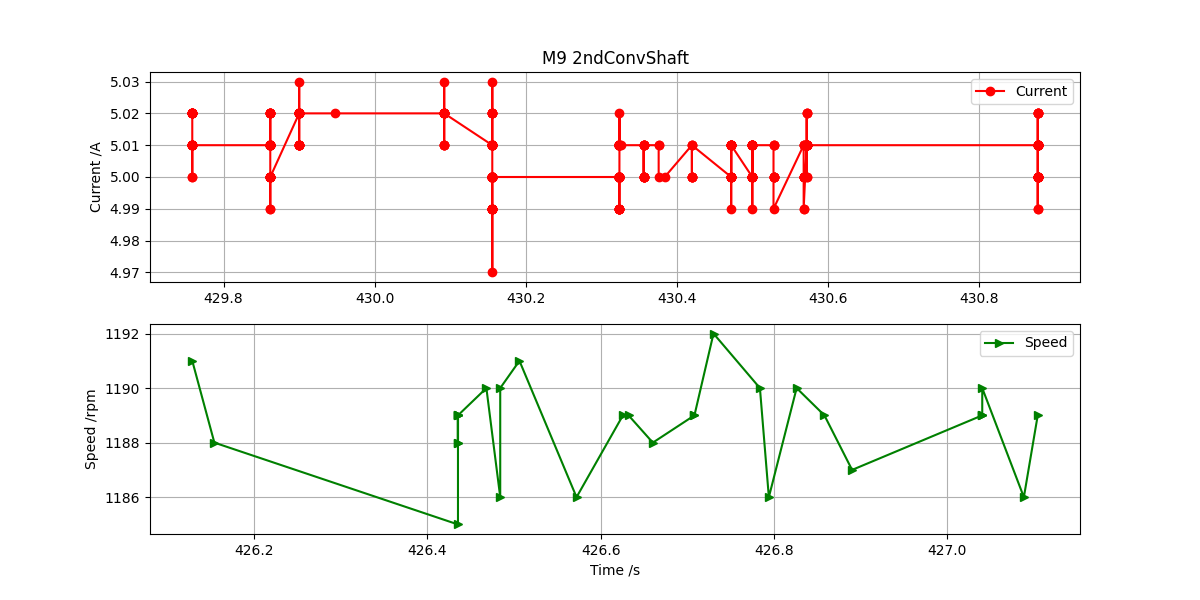 M9 2ndConvShaft
5.03
5.02
5.01
5.00
4.99
4.98
4.97
Current /A
Current
429.8 430.0 430.2 430.4 430.6 430.8
1192
1190
1188
1186
Speed /rpm
Speed
426.2 426.4 426.6 426.8 427.0
Time /s